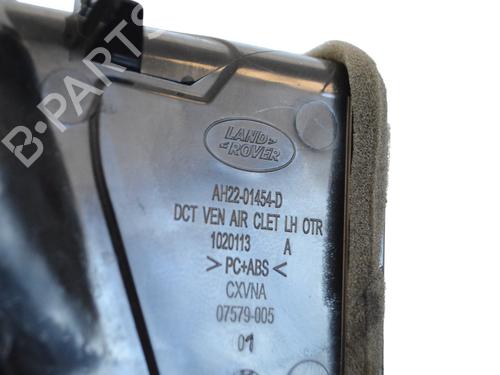 B-PARTS
LAND
ROVER
AH22-01454-D
DCT VEN AIR CLET LH OTR
1020113 A
> PC+ABS <
CXVNA
07579-005
01